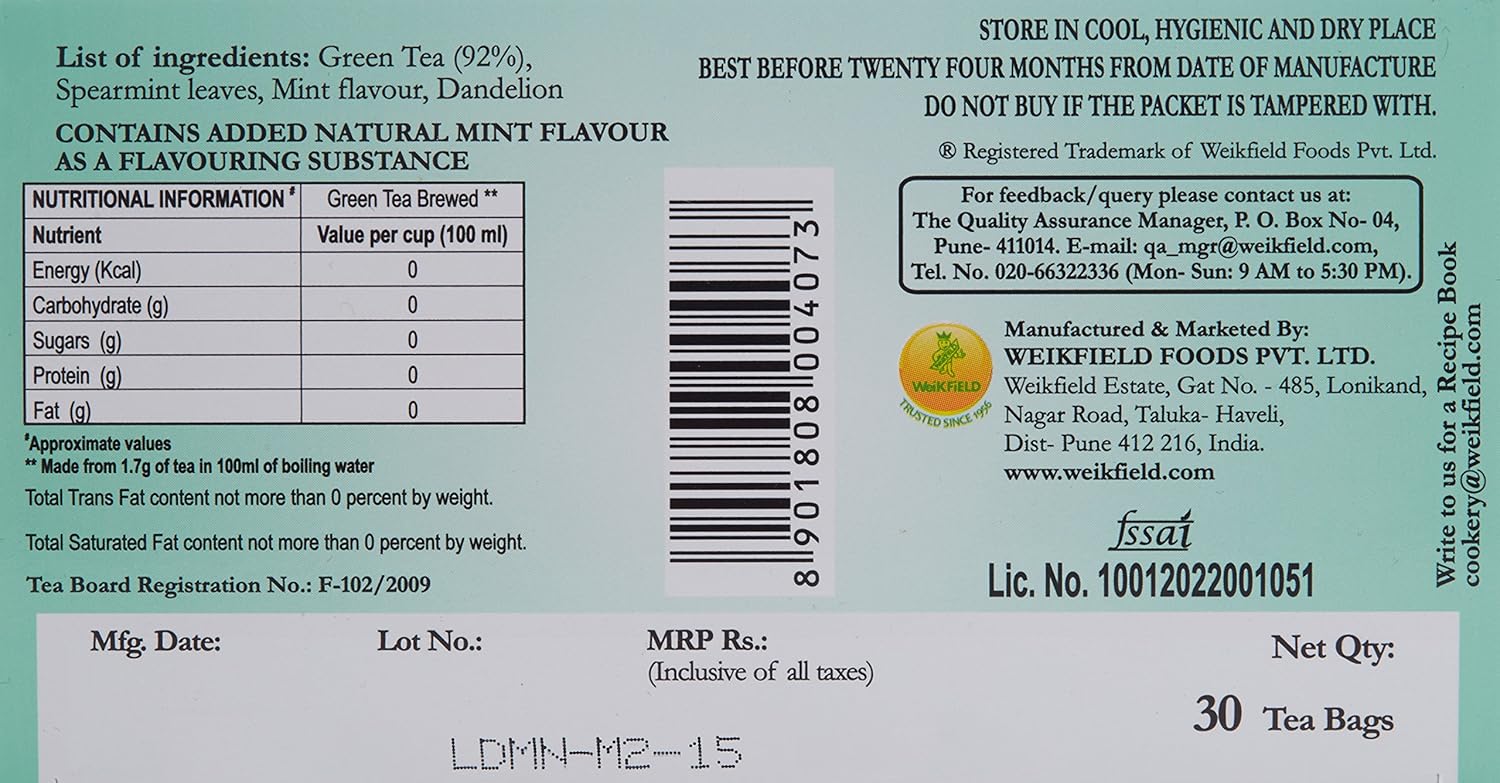 List of ingredients: Green Tea (92%),
Spearmint leaves, Mint flavour, Dandelion
CONTAINS ADDED NATURAL MINT FLAVOUR
AS A FLAVOURING SUBSTANCE
NUTRITIONAL INFORMATION # Green Tea Brewed **
Nutrient Value per cup (100 ml)
Energy (Kcal) 0
Carbohydrate (g) 0
Sugars (g) 0
Protein (g) 0
Fat (g) 0
#Approximate values
** Made from 1.7g of tea in 100ml of boiling water
Total Trans Fat content not more than 0 percent by weight.
Total Saturated Fat content not more than 0 percent by weight.
Tea Board Registration No.: F-102/2009
8901808004073
STORE IN COOL, HYGIENIC AND DRY PLACE
BEST BEFORE TWENTY FOUR MONTHS FROM DATE OF MANUFACTURE
DO NOT BUY IF THE PACKET IS TAMPERED WITH.
® Registered Trademark of Weikfield Foods Pvt. Ltd.
For feedback/query please contact us at:
The Quality Assurance Manager, P. O. Box No- 04,
Pune- 411014. E-mail: qa_mgr@weikfield.com,
Tel. No. 020-66322336 (Mon- Sun: 9 AM to 5:30 PM).
WEiKFiELD
TRUSTED SINCE 1956
Manufactured & Marketed By:
WEIKFIELD FOODS PVT. LTD.
Weikfield Estate, Gat No. - 485, Lonikand,
Nagar Road, Taluka- Haveli,
Dist- Pune 412 216, India.
www.weikfield.com
fssai
Lic. No. 10012022001051
Write to us for a Recipe Book
cookery@weikfield.com
Mfg. Date: Lot No.: MRP Rs.: Net Qty:
(Inclusive of all taxes)
30 Tea Bags
LDMN-M2-15